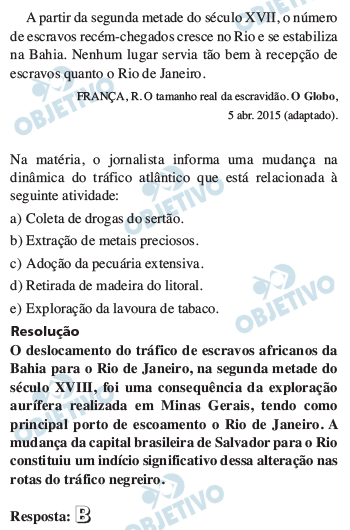 A partir da segunda metade do século XVII, o número
de escravos recém-chegados cresce no Rio e se estabiliza
na Bahia. Nenhum lugar servia tão bem à recepção de
escravos quanto o Rio de Janeiro.
FRANÇA, R. O tamanho real da escravidão. O Globo,
5 abr. 2015 (adaptado).
Na matéria, o jornalista informa uma mudança na
dinâmica do tráfico atlântico que está relacionada à
seguinte atividade:
a) Coleta de drogas do sertão.
b) Extração de metais preciosos.
c) Adoção da pecuária extensiva.
d) Retirada de madeira do litoral.
e) Exploração da lavoura de tabaco.
Resolução
O deslocamento do tráfico de escravos africanos da
Bahia para o Rio de Janeiro, na segunda metade do
século XVIII, foi uma consequência da exploração
aurífera realizada em Minas Gerais, tendo como
principal porto de escoamento o Rio de Janeiro. A
mudança da capital brasileira de Salvador para o Rio
constituiu um indício significativo dessa alteração nas
rotas do tráfico negreiro.
Resposta: B
OBJETIVO
OBJETIVO
OBJETIVO
OBJETIVO
OBJETIVO
OBJETIVO